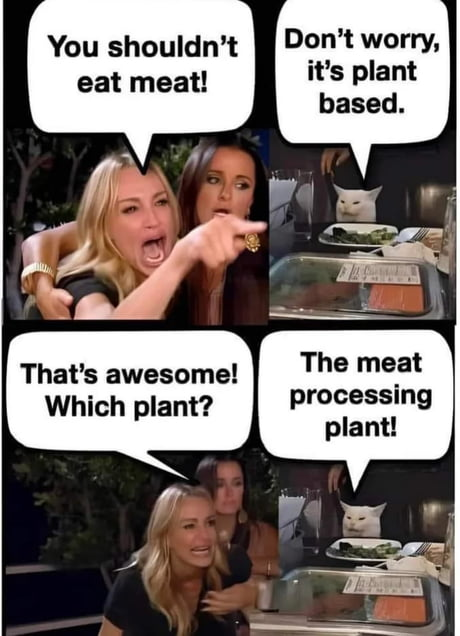 You shouldn't
eat meat!
Don't worry,
it's plant
based.
That's awesome!
Which plant?
The meat
processing
plant!